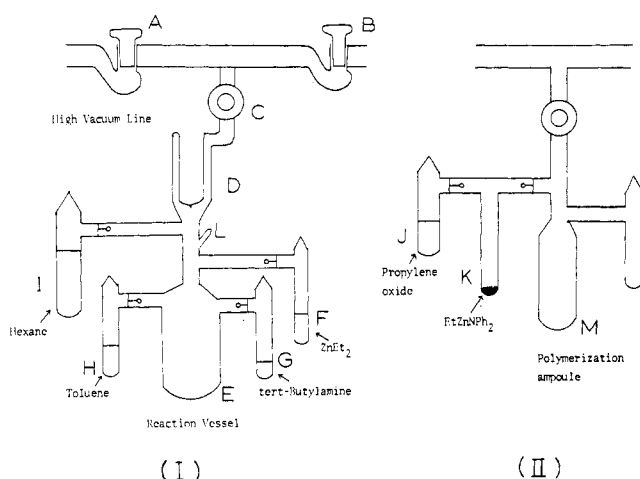 A
B
High Vacuum Line
C
D
L
I
Hexane
F
ZnEt2
H
Toluene
G
tert-Butylamine
E
Reaction Vessel
(I)
J
Propylene
oxide
K
EtZnNPh2
M
Polymerization
ampoule
(II)